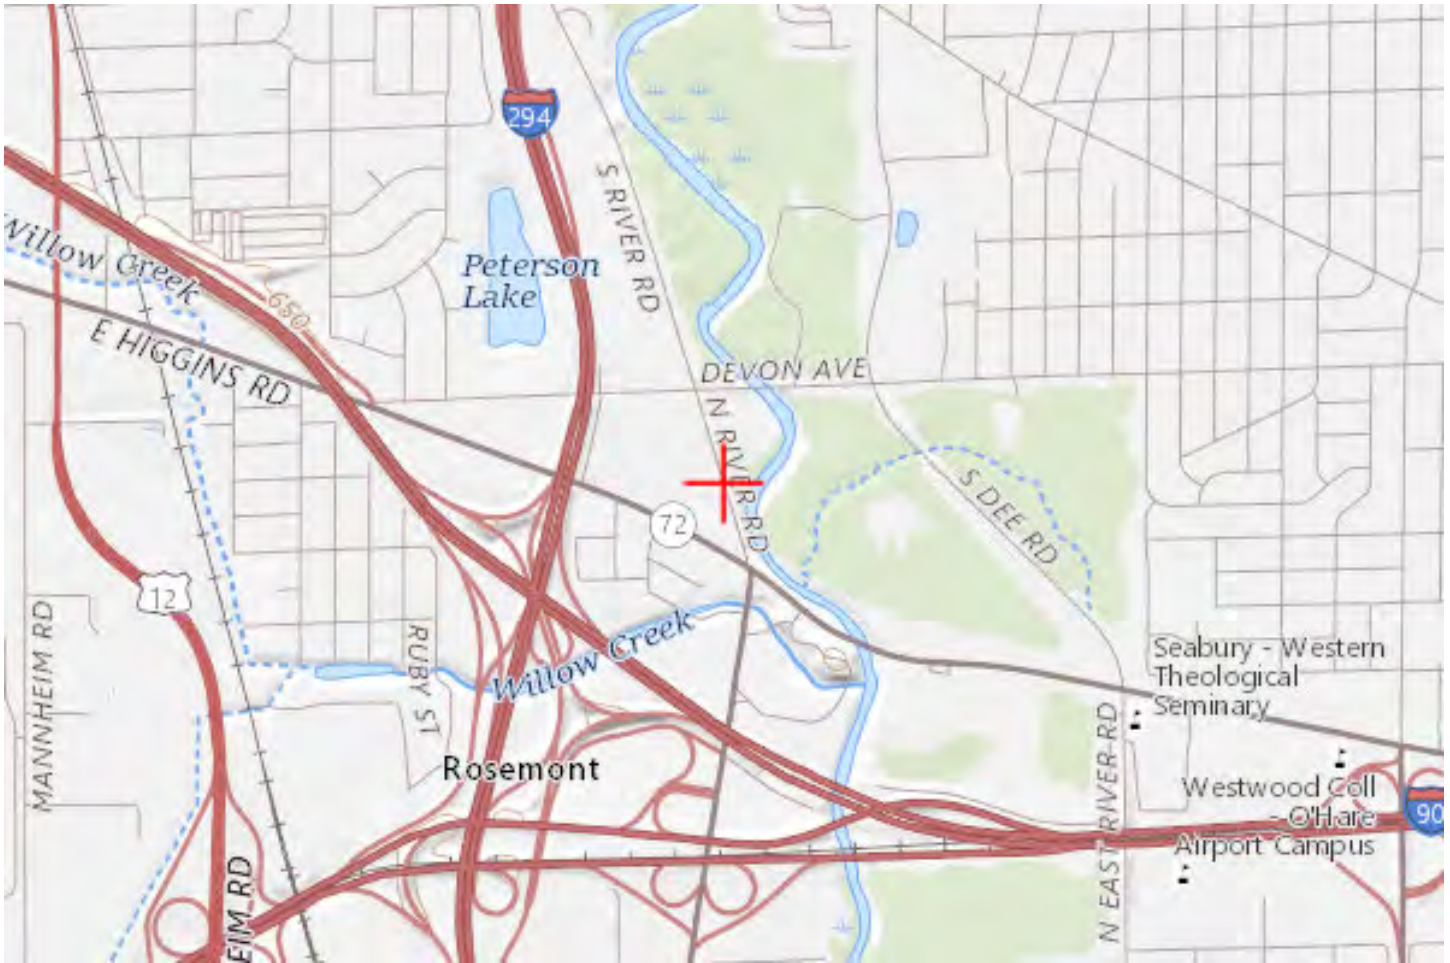 294
S RIVER RD
Willow Creek
Peterson
Lake
650
E HIGGINS RD
DEVON AVE
N RIVER RD
S DEE RD
72
12
MANNHEIM RD
RUBY ST
Willow Creek
Seabury - Western
Theological
Seminary
Rosemont
N EAST RIVER RD
Westwood Coll
- O'Hare
Airport Campus
90
EIM RD